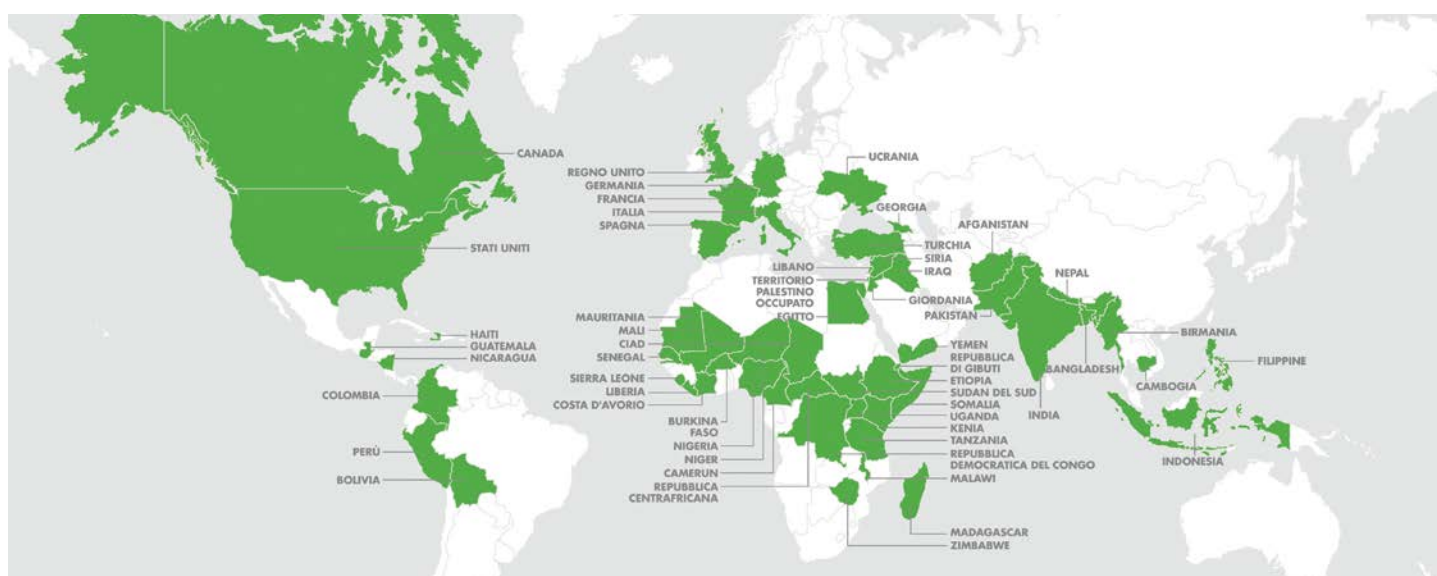 CANADA
STATI UNITI
HAITI
GUATEMALA
NICARAGUA
COLOMBIA
PERÙ
BOLIVIA
REGNO UNITO
GERMANIA
FRANCIA
ITALIA
SPAGNA
UCRANIA
GEORGIA
TURCHIA
SIRIA
IRAQ
LIBANO
TERRITORIO
PALESTINO
OCCUPATO
EGITTO
GIORDANIA
AFGANISTAN
NEPAL
PAKISTAN
BIRMANIA
FILIPPINE
BANGLADESH
CAMBOGIA
INDIA
INDONESIA
MAURITANIA
MALI
CIAD
SENEGAL
SIERRA LEONE
LIBERIA
COSTA D'AVORIO
BURKINA
FASO
NIGERIA
NIGER
CAMERUN
REPUBBLICA
CENTRAFRICANA
YEMEN
REPUBBLICA
DI GIBUTI
ETIOPIA
SUDAN DEL SUD
SOMALIA
UGANDA
KENIA
TANZANIA
REPUBBLICA
DEMOCRATICA DEL CONGO
MALAWI
MADAGASCAR
ZIMBABWE